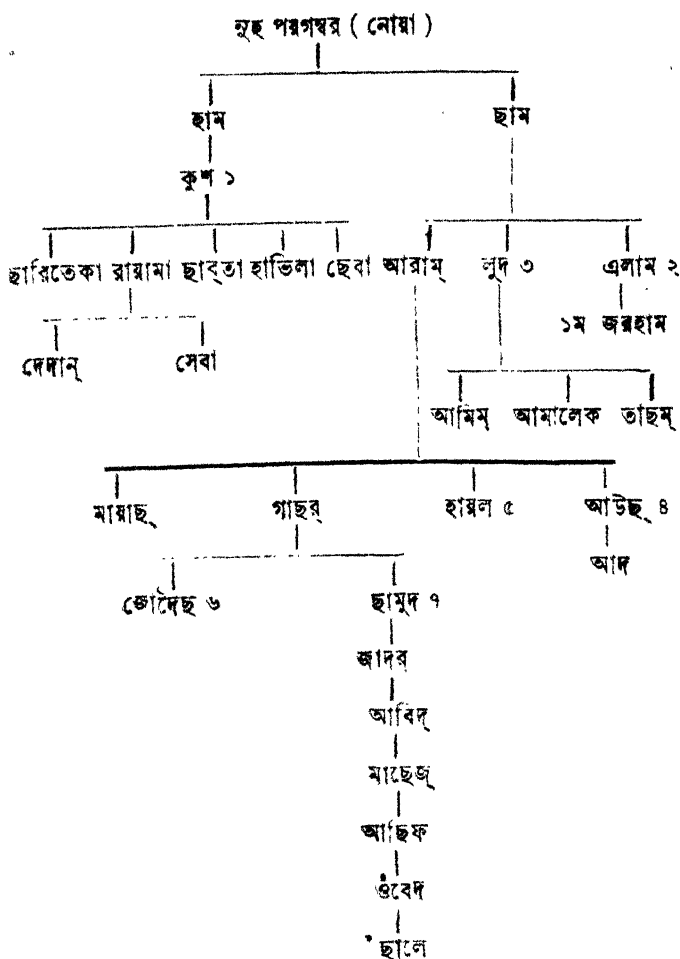 নুহ পয়গম্বর ( নোয়া )
হাম ছাম
কুশ ১
ছারিতেকা রায়ামা ছাব্‌তা হাভিলা ছেবা আরাম্ লুদ ৩ এলাম ২
১ম জরহাম
দেদান্ সেবা
আমিম্ আমালেক তাছম্
মায়াছ্ গাছর্ হায়ল ৫ আউছ্ ৪
আদ
জোদৈছ ৬ ছামুদ ৭
জাদর
আবিদ্
মাছেজ্
আছিফ
ওঁবেদ
ছালে